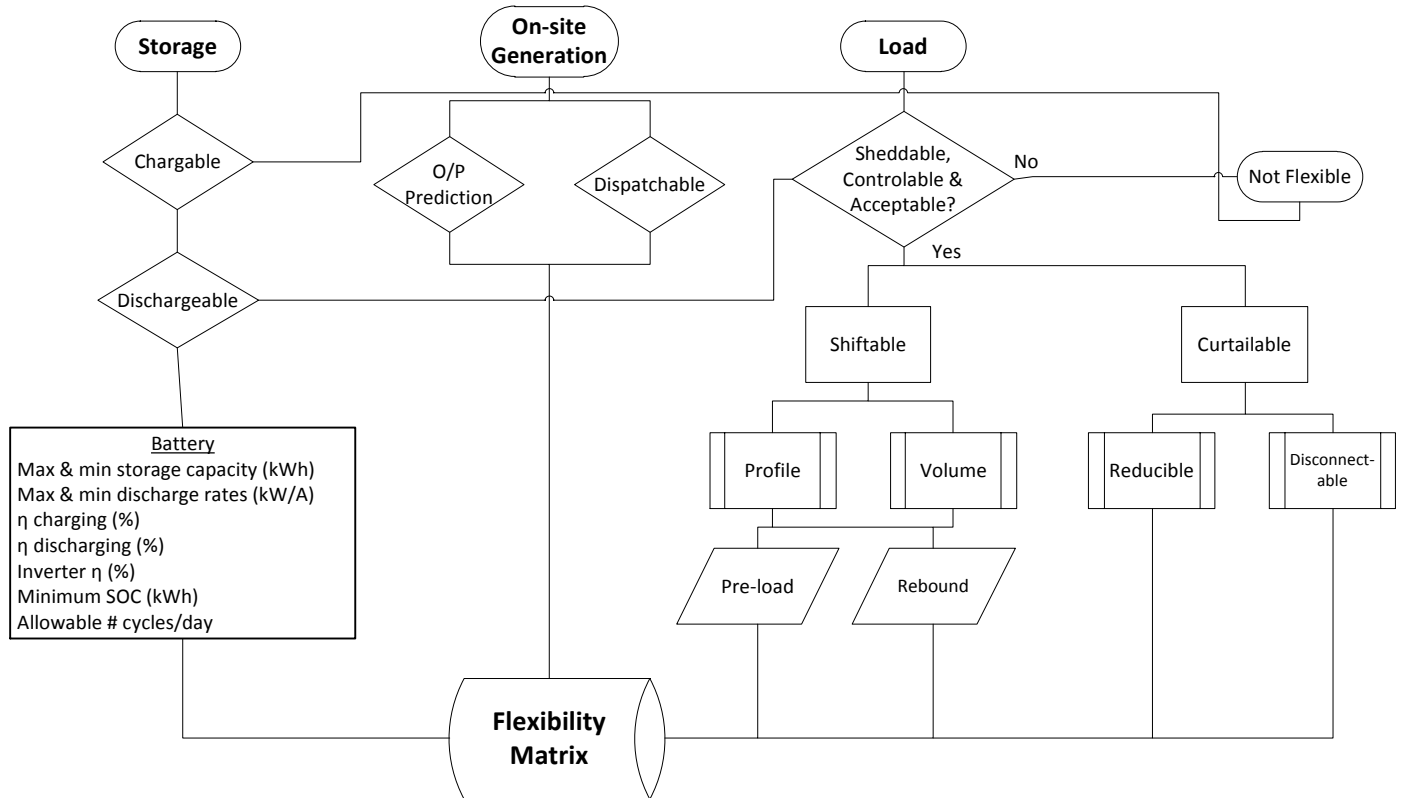 Storage
On-site
Generation
Load
Chargable
O/P
Prediction
Dispatchable
Sheddable,
Controlable &
Acceptable?
No
Not Flexible
Yes
Dischargeable
Shiftable
Curtailable
Battery
Max & min storage capacity (kWh)
Max & min discharge rates (kW/A)
η charging (%)
η discharging (%)
Inverter η (%)
Minimum SOC (kWh)
Allowable # cycles/day
Profile
Volume
Reducible
Disconnect-
able
Pre-load
Rebound
Flexibility
Matrix